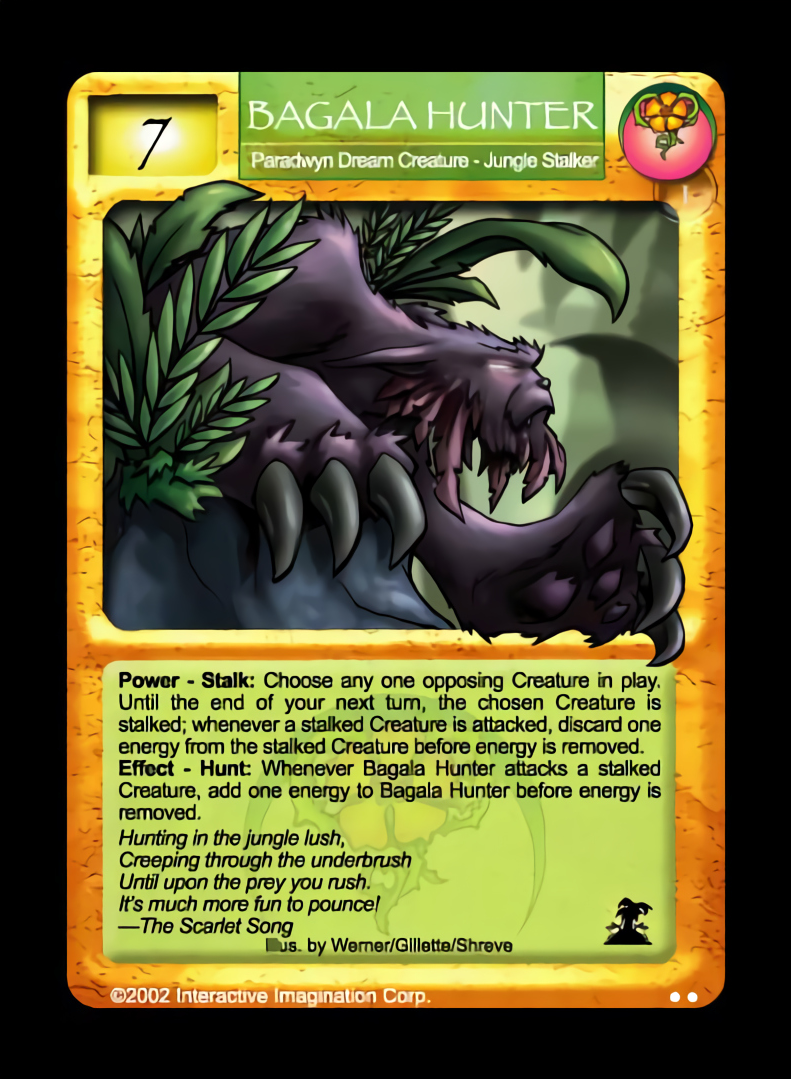 7
BAGALA HUNTER
Paradwyn Dream Creature - Jungle Stalker
1
Power - Stalk: Choose any one opposing Creature in play.
Until the end of your next turn, the chosen Creature is
stalked; whenever a stalked Creature is attacked, discard one
energy from the stalked Creature before energy is removed.
Effect - Hunt: Whenever Bagala Hunter attacks a stalked
Creature, add one energy to Bagala Hunter before energy is
removed.
Hunting in the jungle lush,
Creeping through the underbrush
Until upon the prey you rush.
It's much more fun to pounce!
—The Scarlet Song
Illus. by Werner/Gillette/Shreve
©2002 Interactive Imagination Corp.